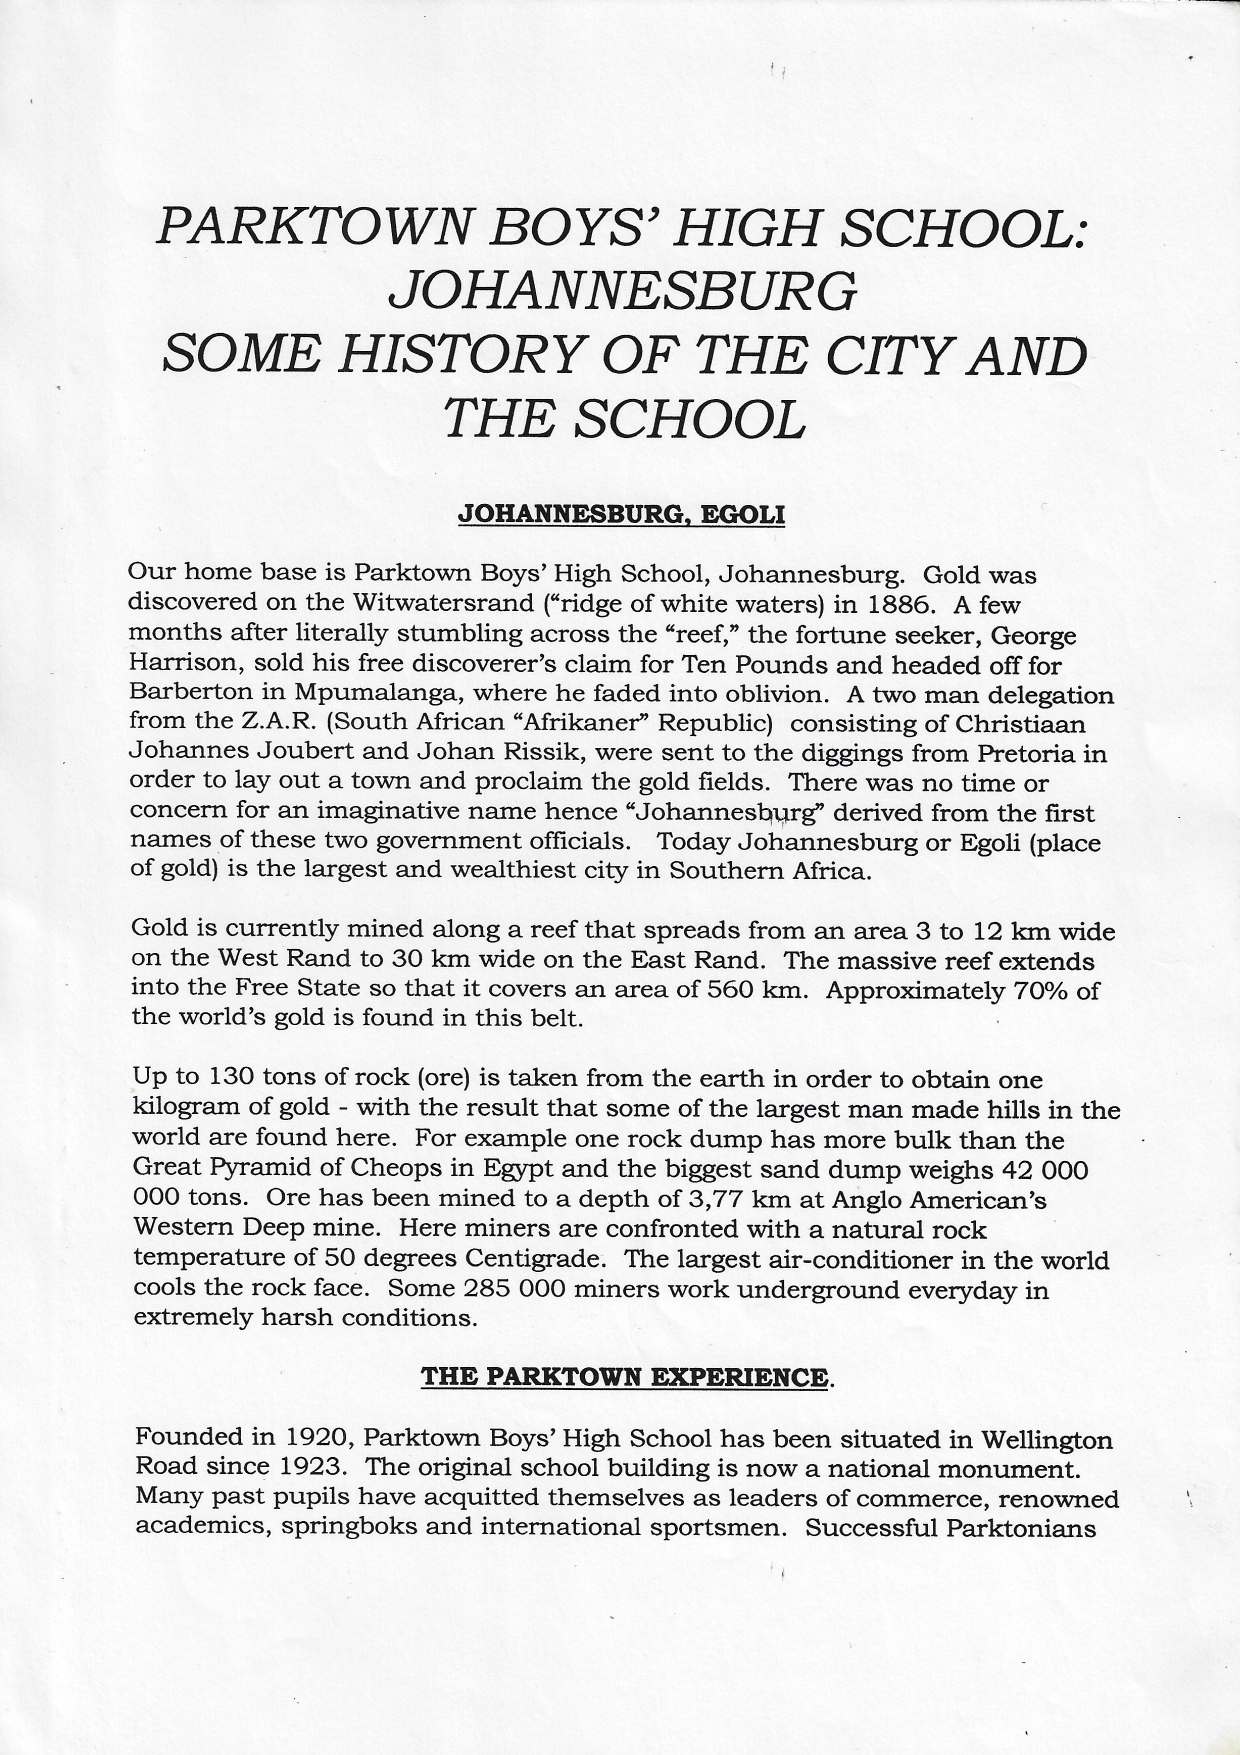 PARKTOWN BOYS’ HIGH SCHOOL:
JOHANNESBURG
SOME HISTORY OF THE CITY AND
THE SCHOOL
JOHANNESBURG, EGOLI
Our home base is Parktown Boys’ High School, Johannesburg.  Gold was
discovered on the Witwatersrand (“ridge of white waters) in 1886.  A few
months after literally stumbling across the “reef,” the fortune seeker, George
Harrison, sold his free discoverer’s claim for Ten Pounds and headed off for
Barberton in Mpumalanga, where he faded into oblivion.  A two man delegation
from the Z.A.R. (South African “Afrikaner” Republic)  consisting of Christiaan
Johannes Joubert and Johan Rissik, were sent to the diggings from Pretoria in
order to lay out a town and proclaim the gold fields.  There was no time or
concern for an imaginative name hence “Johannesburg” derived from the first
names of these two government officials.   Today Johannesburg or Egoli (place
of gold) is the largest and wealthiest city in Southern Africa.
Gold is currently mined along a reef that spreads from an area 3 to 12 km wide
on the West Rand to 30 km wide on the East Rand.  The massive reef extends
into the Free State so that it covers an area of 560 km.  Approximately 70% of
the world’s gold is found in this belt.
Up to 130 tons of rock (ore) is taken from the earth in order to obtain one
kilogram of gold - with the result that some of the largest man made hills in the
world are found here.  For example one rock dump has more bulk than the
Great Pyramid of Cheops in Egypt and the biggest sand dump weighs 42 000
000 tons.  Ore has been mined to a depth of 3,77 km at Anglo American’s
Western Deep mine.  Here miners are confronted with a natural rock
temperature of 50 degrees Centigrade.  The largest air-conditioner in the world
cools the rock face.  Some 285 000 miners work underground everyday in
extremely harsh conditions.
THE PARKTOWN EXPERIENCE.
Founded in 1920, Parktown Boys’ High School has been situated in Wellington
Road since 1923.  The original school building is now a national monument.
Many past pupils have acquitted themselves as leaders of commerce, renowned
academics, springboks and international sportsmen.  Successful Parktonians